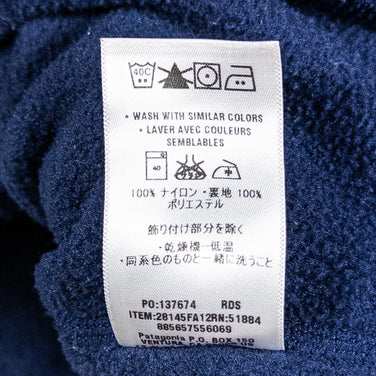 40C
• WASH WITH SIMILAR COLORS
• LAVER AVEC COULEURS
SEMBLABLES
40
100% ナイロン・裏地 100%
ポリエステル
飾り付け部分を除く
・乾燥機−低温
・同系色のものと一緒に洗うこと
PO:137674 RDS
ITEM:28145FA12RN:51884
885657556069
Patagonia P.O. BOX 150
VENTURA,